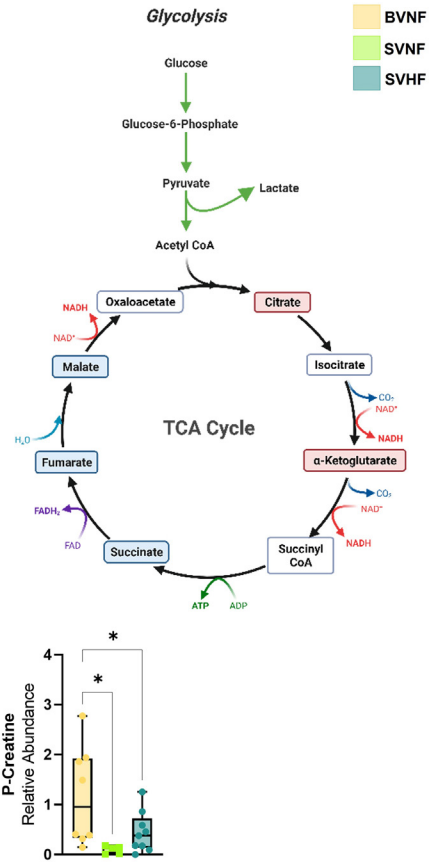 Glycolysis
BVNF
SVNF
SVHF
Glucose
Glucose-6-Phosphate
Pyruvate
Lactate
Acetyl CoA
Oxaloacetate
Citrate
NADH
NAD⁺
Malate
Isocitrate
CO₂
NAD⁺
NADH
H₂O
TCA Cycle
Fumarate
α-Ketoglutarate
CO₂
NAD⁺
NADH
FADH₂
FAD
Succinate
Succinyl
CoA
ATP
ADP
P-Creatine
Relative Abundance
4
3
2
1
0
*
*